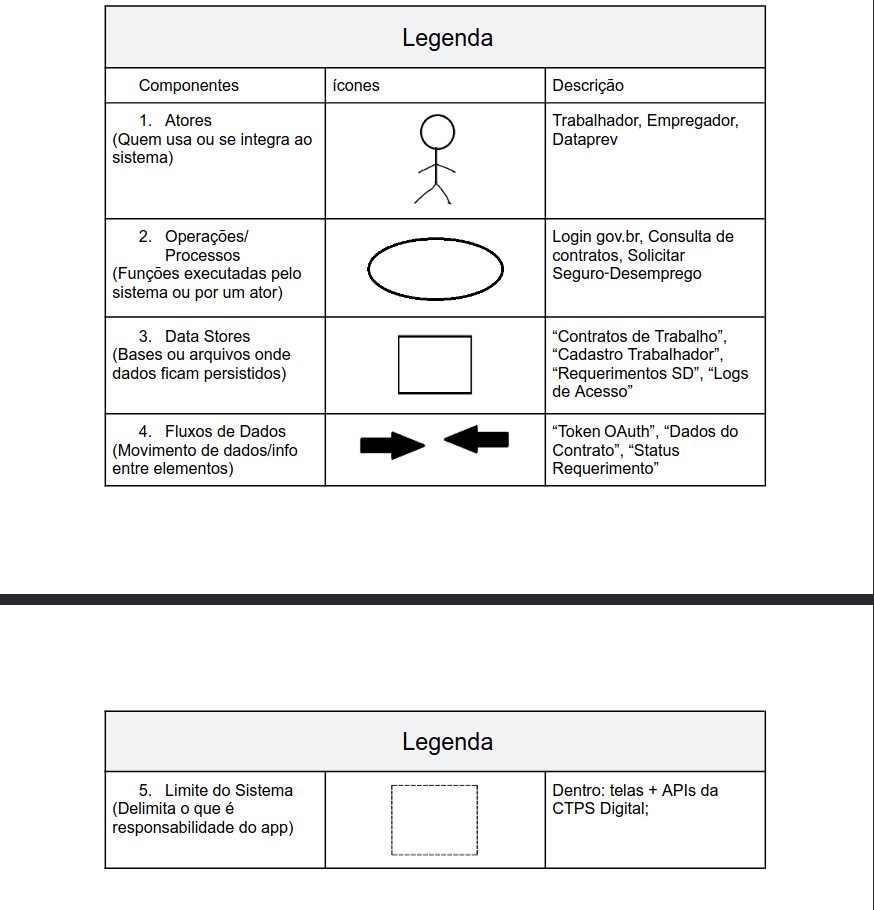 Legenda
Componentes
ícones
Descrição
1. Atores
(Quem usa ou se integra ao
sistema)
Trabalhador, Empregador,
Dataprev
2. Operações/
Processos
(Funções executadas pelo
sistema ou por um ator)
Login gov.br, Consulta de
contratos, Solicitar
Seguro-Desemprego
3. Data Stores
(Bases ou arquivos onde
dados ficam persistidos)
“Contratos de Trabalho”,
“Cadastro Trabalhador”,
“Requerimentos SD”, “Logs
de Acesso”
4. Fluxos de Dados
(Movimento de dados/info
entre elementos)
“Token OAuth”, “Dados do
Contrato”, “Status
Requerimento”
Legenda
5. Limite do Sistema
(Delimita o que é
responsabilidade do app)
Dentro: telas + APIs da
CTPS Digital;